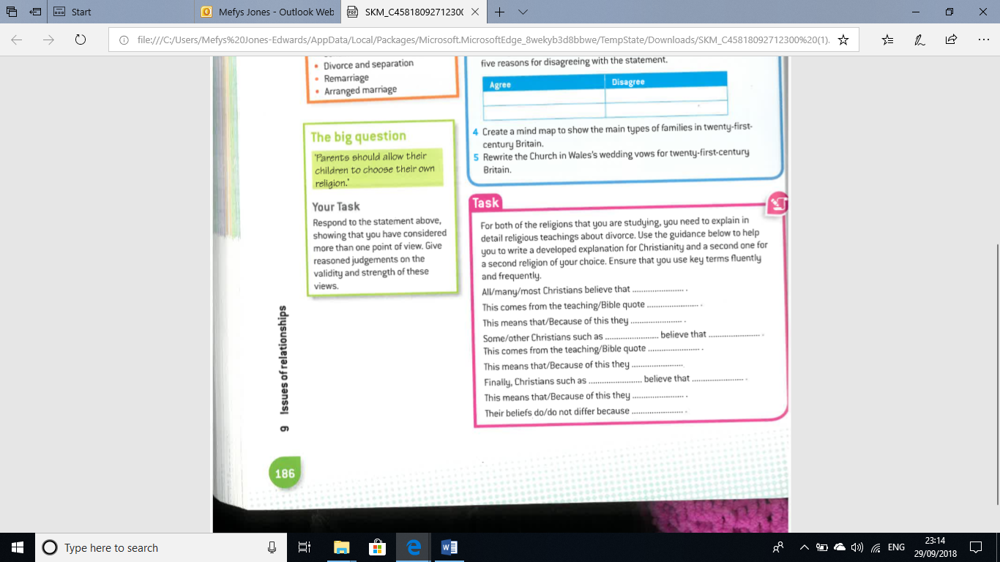 Start
Mefys Jones - Outlook Web
SKM_C45818092712300
file:///C:/Users/Mefys%20Jones-Edwards/AppData/Local/Packages/Microsoft.MicrosoftEdge_8wekyb3d8bbwe/TempState/Downloads/SKM_C45818092712300%20(1).
• Divorce and separation
• Remarriage
• Arranged marriage
The big question
'Parents should allow their
children to choose their own
religion.'
Your Task
Respond to the statement above,
showing that you have considered
more than one point of view. Give
reasoned judgements on the
validity and strength of these
views.
five reasons for disagreeing with the statement.
Agree Disagree
4 Create a mind map to show the main types of families in twenty-first-
century Britain.
5 Rewrite the Church in Wales's wedding vows for twenty-first-century
Britain.
Task
For both of the religions that you are studying, you need to explain in
detail religious teachings about divorce. Use the guidance below to help
you to write a developed explanation for Christianity and a second one for
a second religion of your choice. Ensure that you use key terms fluently
and frequently.
All/many/most Christians believe that ........................ .
This comes from the teaching/Bible quote ........................ .
This means that/Because of this they ........................ .
Some/other Christians such as ........................ believe that ........................ .
This comes from the teaching/Bible quote ........................ .
This means that/Because of this they ........................
Finally, Christians such as ........................ believe that ........................ .
This means that/Because of this they ........................ .
Their beliefs do/do not differ because ........................ .
9 Issues of relationships
186
Type here to search
ENG
23:14
29/09/2018